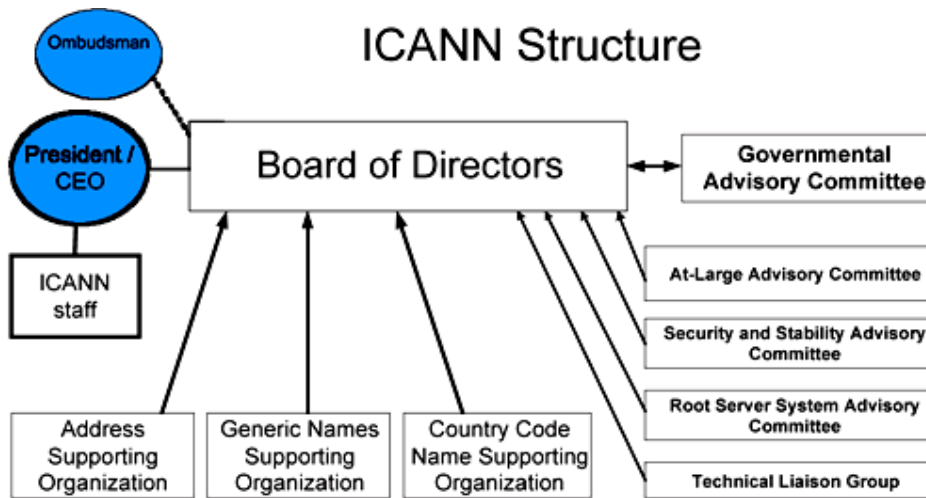 Ombudsman
ICANN Structure
President /
CEO
Board of Directors
Governmental
Advisory Committee
ICANN
staff
At-Large Advisory Committee
Security and Stability Advisory
Committee
Root Server System Advisory
Committee
Technical Liaison Group
Address
Supporting
Organization
Generic Names
Supporting
Organization
Country Code
Name Supporting
Organization